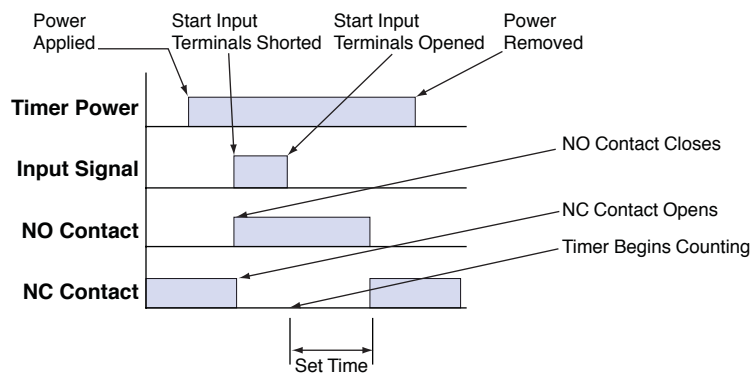 Power
Applied
Start Input
Terminals Shorted
Start Input
Terminals Opened
Power
Removed
Timer Power
Input Signal
NO Contact Closes
NO Contact
NC Contact Opens
Timer Begins Counting
NC Contact
Set Time